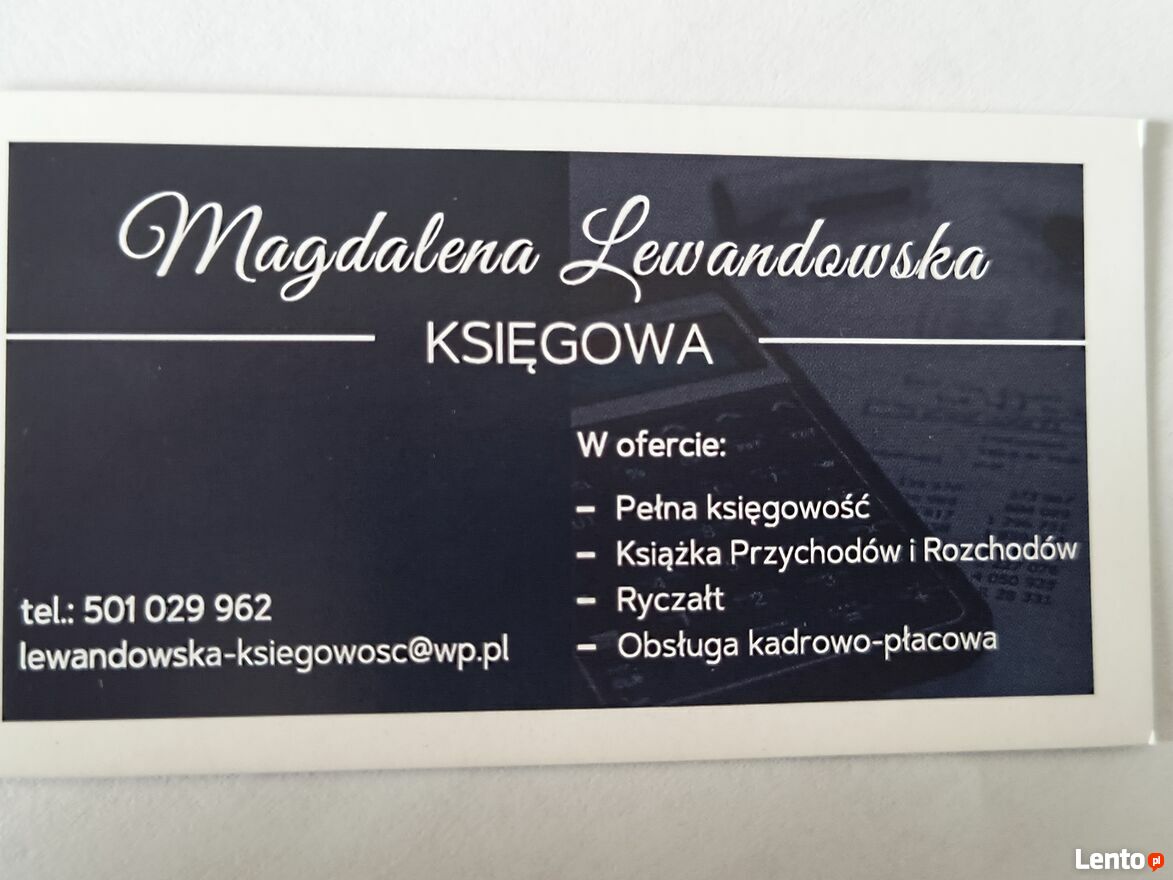 Magdalena Lewandowska
KSIĘGOWA
W ofercie:
– Pełna księgowość
– Książka Przychodów i Rozchodów
– Ryczałt
– Obsługa kadrowo-płacowa
tel.: 501 029 962
lewandowska-ksiegowosc@wp.pl
Lento.pl